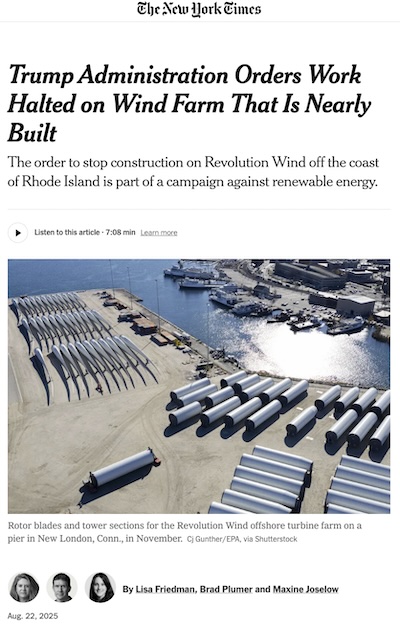 The New York Times
Trump Administration Orders Work
Halted on Wind Farm That Is Nearly
Built
The order to stop construction on Revolution Wind off the coast
of Rhode Island is part of a campaign against renewable energy.
Listen to this article · 7:08 min Learn more
Rotor blades and tower sections for the Revolution Wind offshore turbine farm on a
pier in New London, Conn., in November. Cj Gunther/EPA, via Shutterstock
By Lisa Friedman, Brad Plumer and Maxine Joselow
Aug. 22, 2025